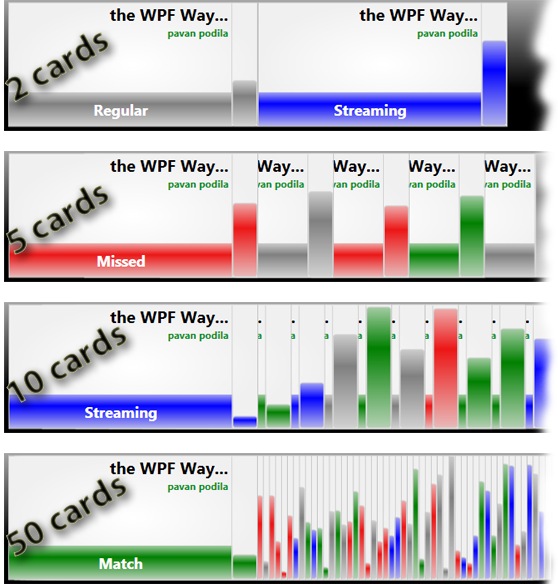 the WPF Way... the WPF Way...
pavan podila pavan podila
2 cards
Regular Streaming
the WPF Way... Way... Way... Way... Way...
pavan podila van podila van podila van podila van podila
5 cards
Missed
the WPF Way...
pavan podila
10 cards
Streaming
the WPF Way...
pavan podila
50 cards
Match